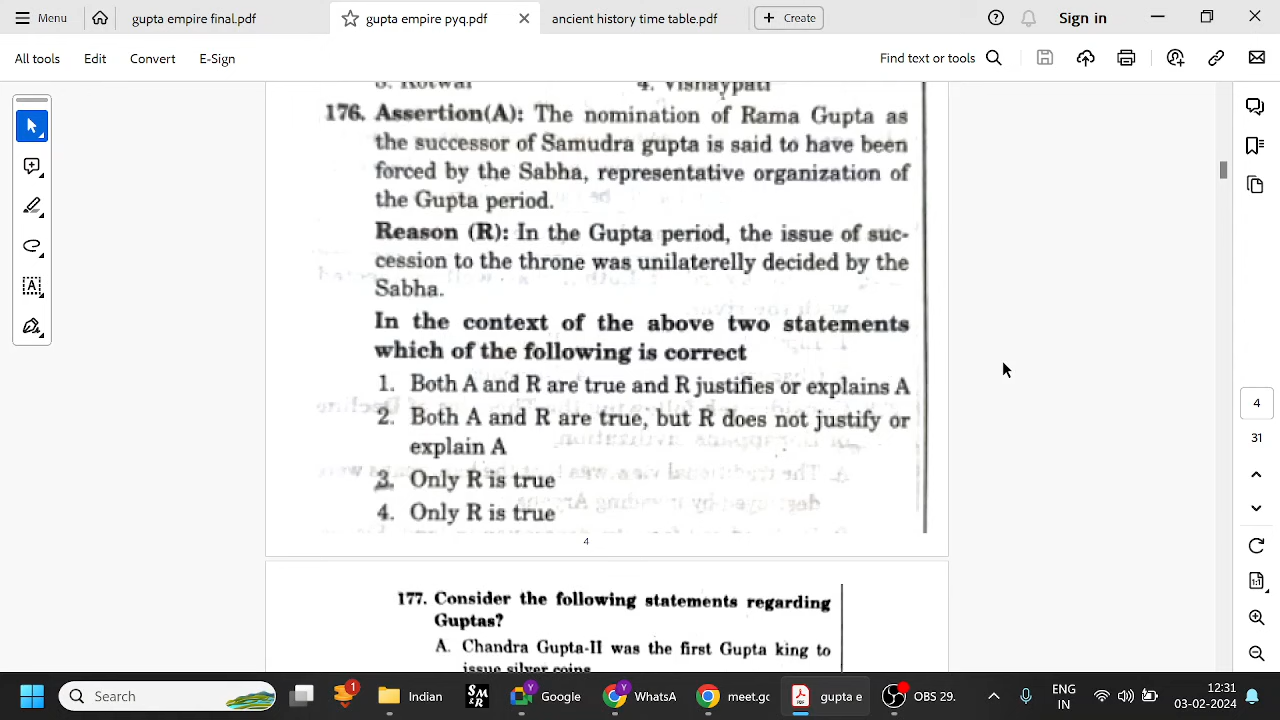 Menu
gupta empire final.pdf
gupta empire pyq.pdf
ancient history time table.pdf
Create
Sign in
All tools
Edit
Convert
E-Sign
Find text or tools
3. Kotwal 4. Vishaypati
176. Assertion(A): The nomination of Rama Gupta as
the successor of Samudra gupta is said to have been
forced by the Sabha, representative organization of
the Gupta period.
Reason (R): In the Gupta period, the issue of suc-
cession to the throne was unilaterelly decided by the
Sabha.
In the context of the above two statements
which of the following is correct
1. Both A and R are true and R justifies or explains A
2. Both A and R are true, but R does not justify or
explain A
3. Only R is true
4. Only R is true
4
177. Consider the following statements regarding
Guptas?
A. Chandra Gupta-II was the first Gupta king to
issue silver coins
4
31
Search
1
Indian
SM
&R
Y
Google
Y
WhatsA
meet.gc
gupta e
OBS 29
ENG
IN
12:31
03-02-2024